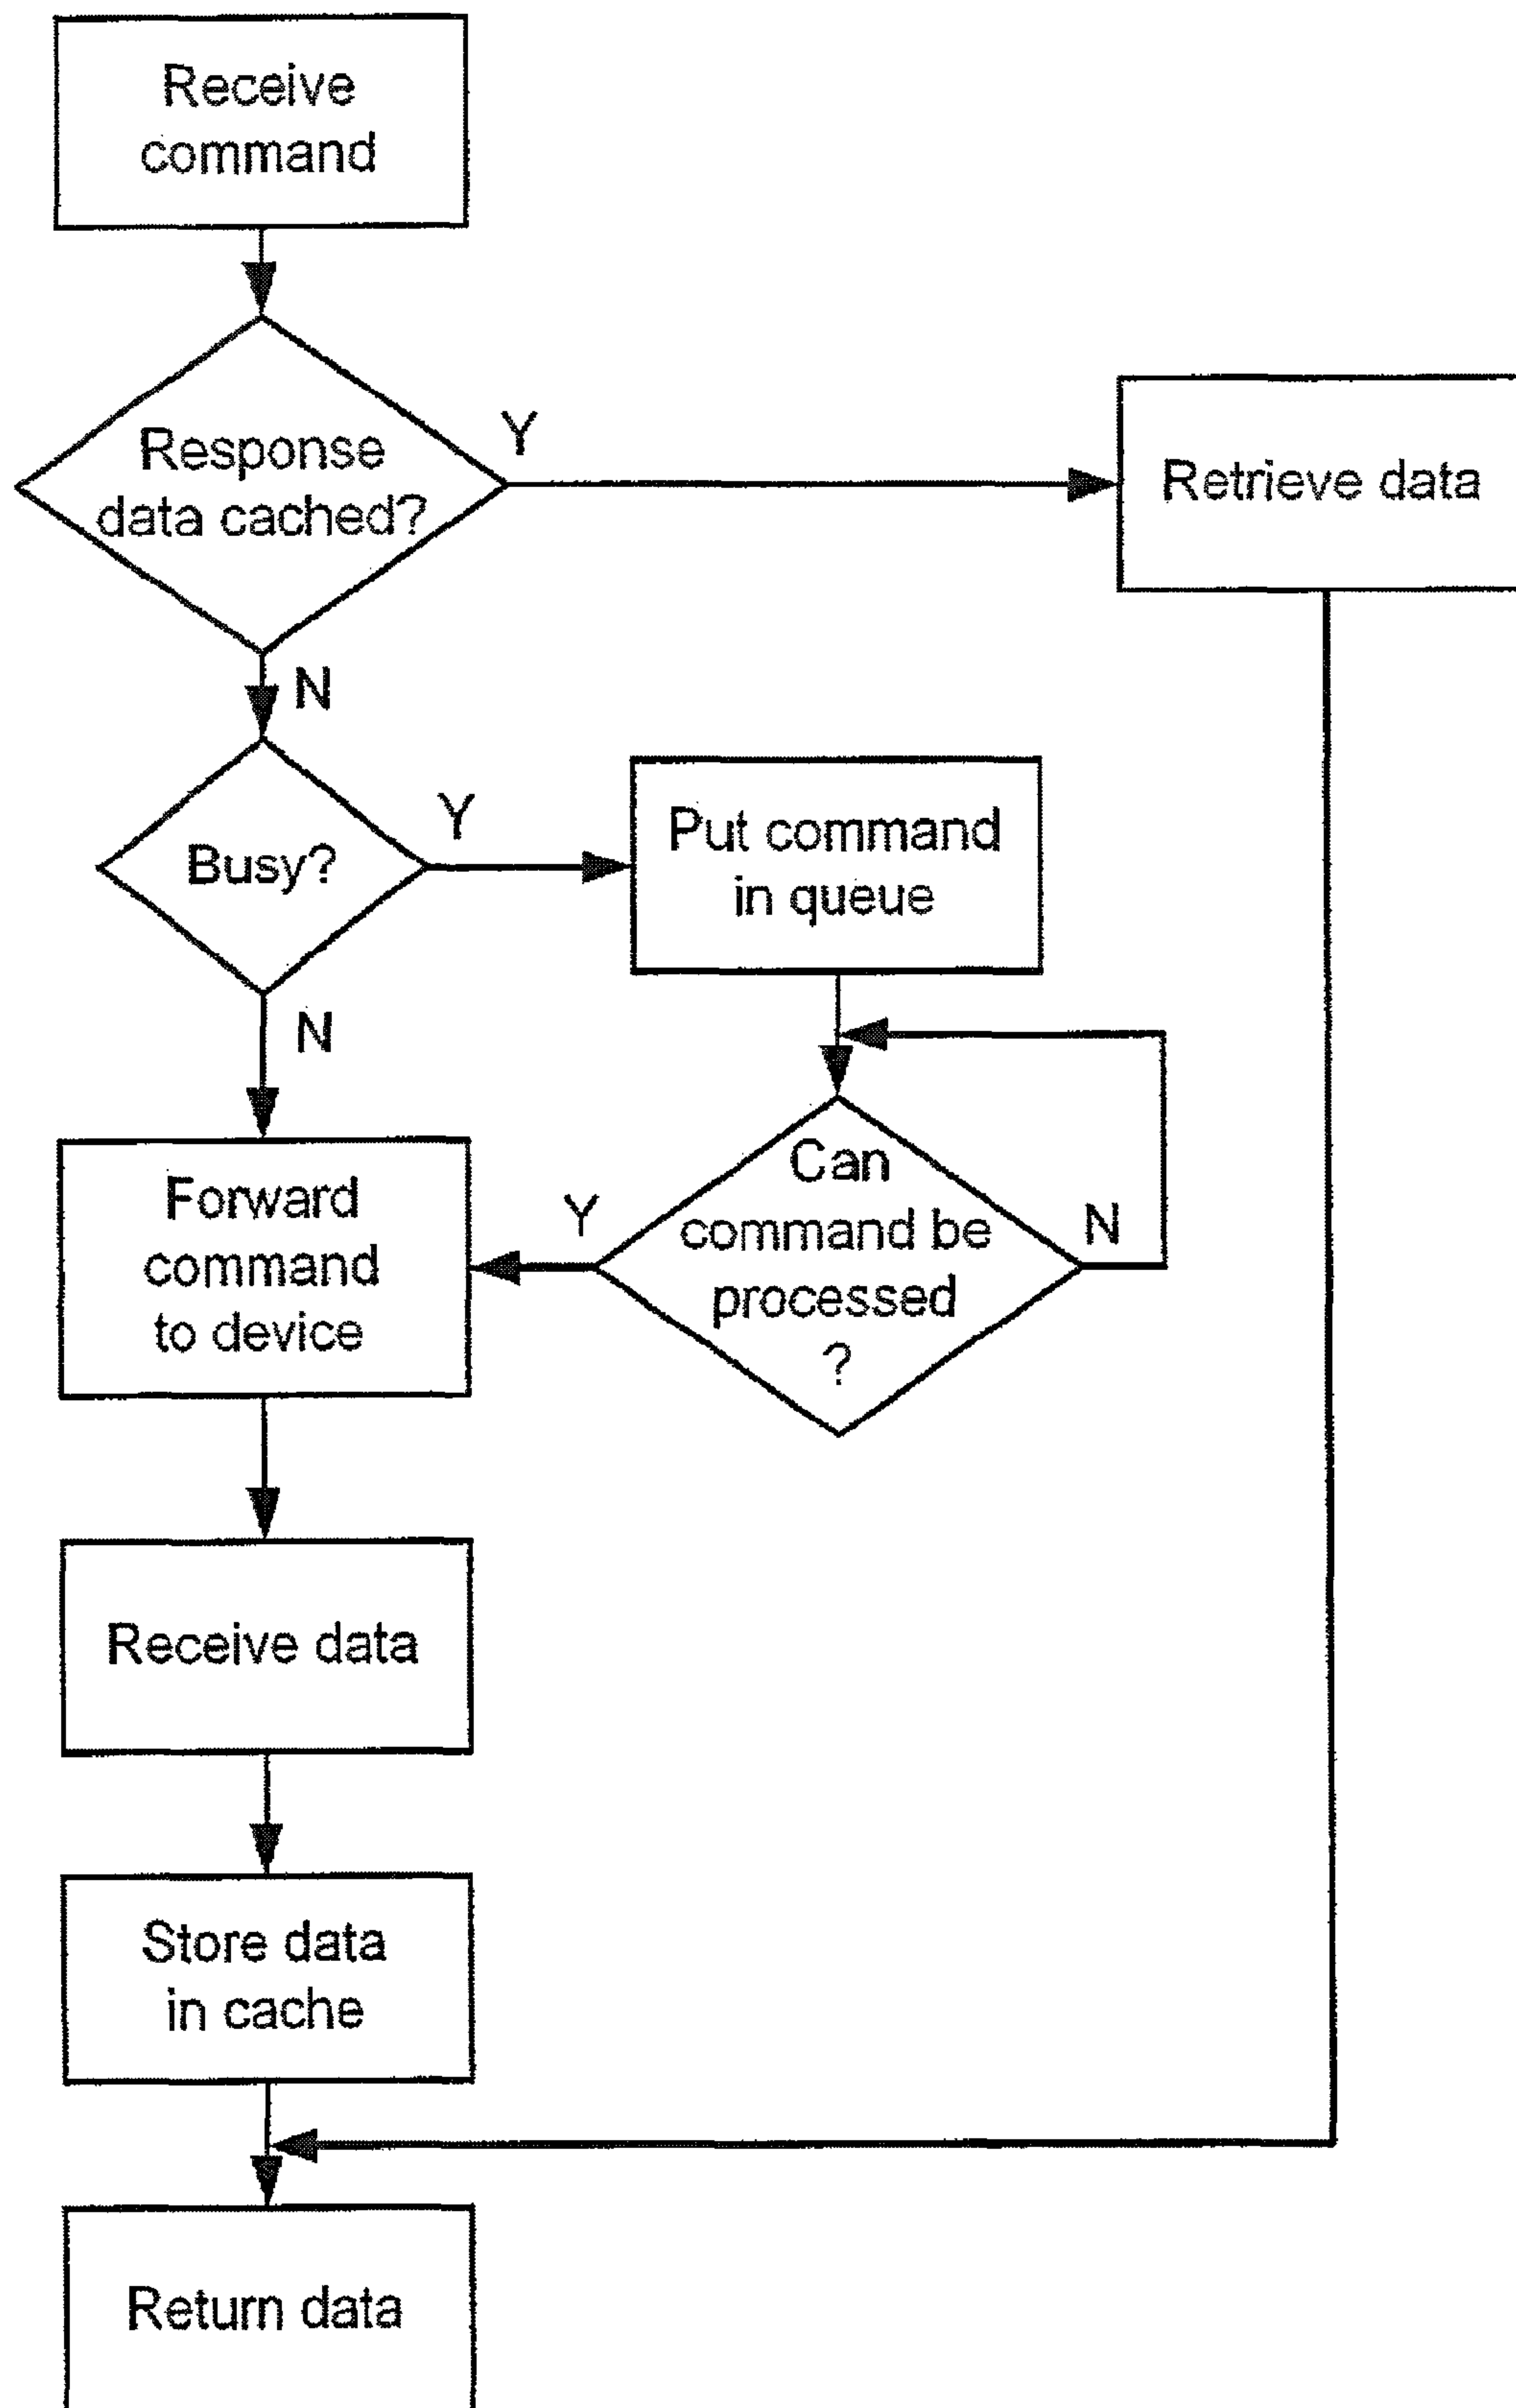 Receive
command
Response
data cached?
Y
Retrieve data
N
Busy?
Y
Put command
in queue
N
Forward
command
to device
Y
Can
command be
processed
?
N
Receive data
Store data
in cache
Return data